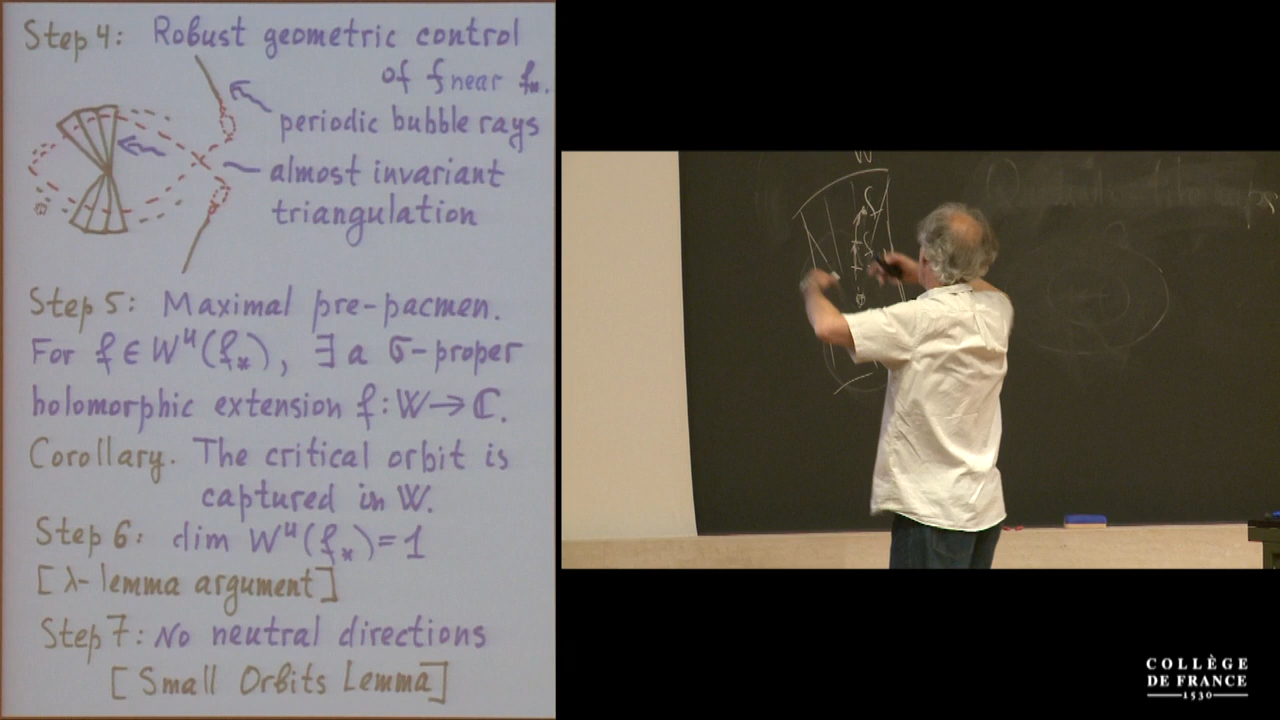 Step 4: Robust geometric control
of f near f*.
periodic bubble rays
almost invariant
triangulation
Step 5: Maximal pre-pacmen.
For f ∈ Wᵘ(f*), ∃ a σ-proper
holomorphic extension f: W → ℂ.
Corollary. The critical orbit is
captured in W.
Step 6: dim Wᵘ(f*) = 1
[λ-lemma argument]
Step 7: No neutral directions
[Small Orbits Lemma]
W
COLLÈGE
DE FRANCE
1530